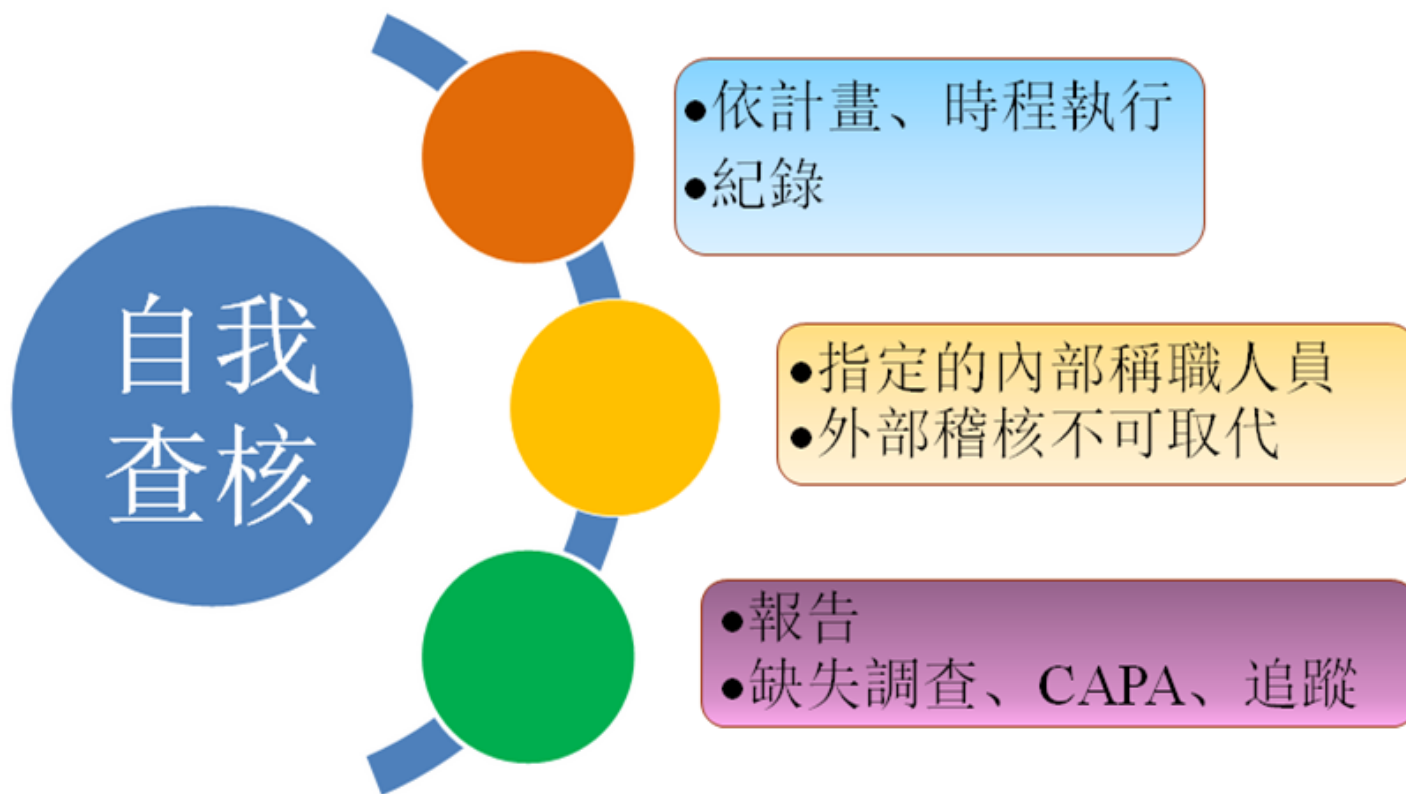 自我
查核
●依計畫、時程執行
●紀錄
●指定的內部稱職人員
●外部稽核不可取代
●報告
●缺失調查、CAPA、追蹤